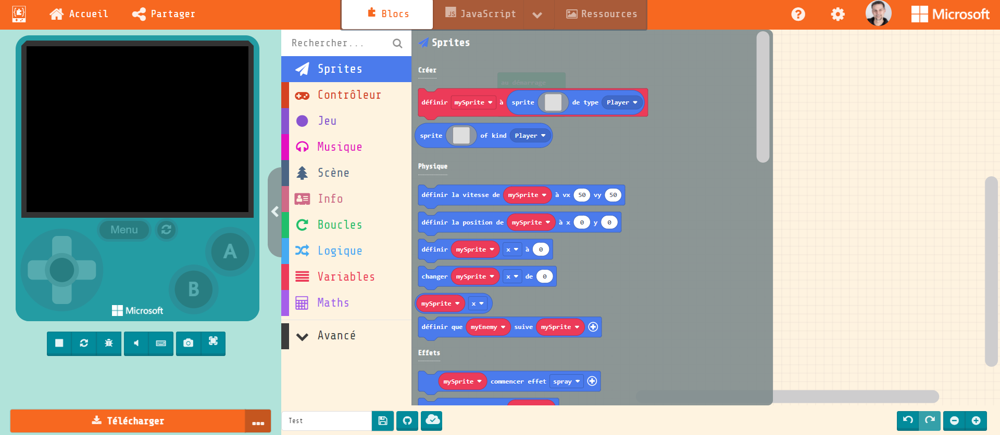 Accueil
Partager
Blocs
JS JavaScript
Ressources
Microsoft
Menu
A
B
Microsoft
Télécharger
Rechercher...
Sprites
Contrôleur
Jeu
Musique
Scène
Info
Boucles
Logique
Variables
Maths
Avancé
Sprites
Créer
au démarrage
définir mySprite à sprite de type Player
sprite of kind Player
Physique
définir la vitesse de mySprite à vx 50 vy 50
définir la position de mySprite à x 0 y 0
définir mySprite x à 0
changer mySprite x de 0
mySprite x
définir que myEnemy suive mySprite
Effets
mySprite commencer effet spray
Test